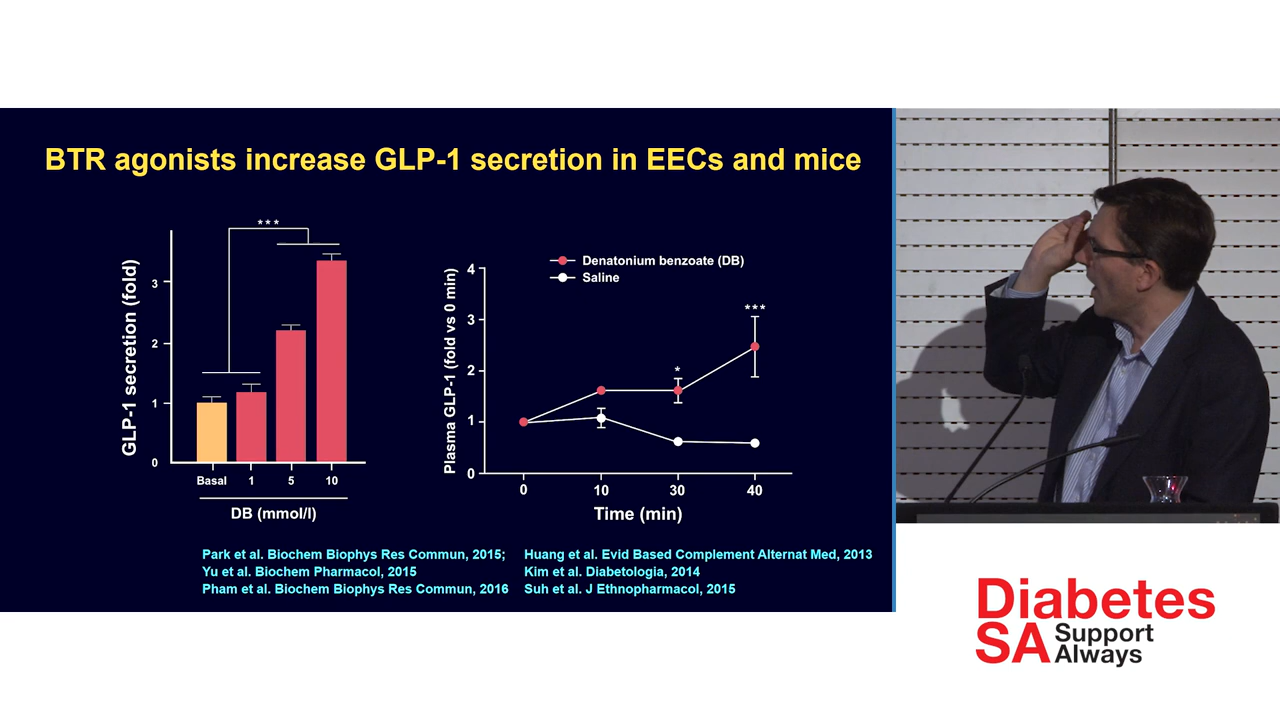 BTR agonists increase GLP-1 secretion in EECs and mice
GLP-1 secretion (fold)
***
3
2
1
0
Basal 1 5 10
DB (mmol/l)
Plasma GLP-1 (fold vs 0 min)
Denatonium benzoate (DB)
Saline
4
3
2
1
0
*
***
0 10 30 40
Time (min)
Park et al. Biochem Biophys Res Commun, 2015;
Yu et al. Biochem Pharmacol, 2015
Pham et al. Biochem Biophys Res Commun, 2016
Huang et al. Evid Based Complement Alternat Med, 2013
Kim et al. Diabetologia, 2014
Suh et al. J Ethnopharmacol, 2015
Diabetes
SA Support
Always